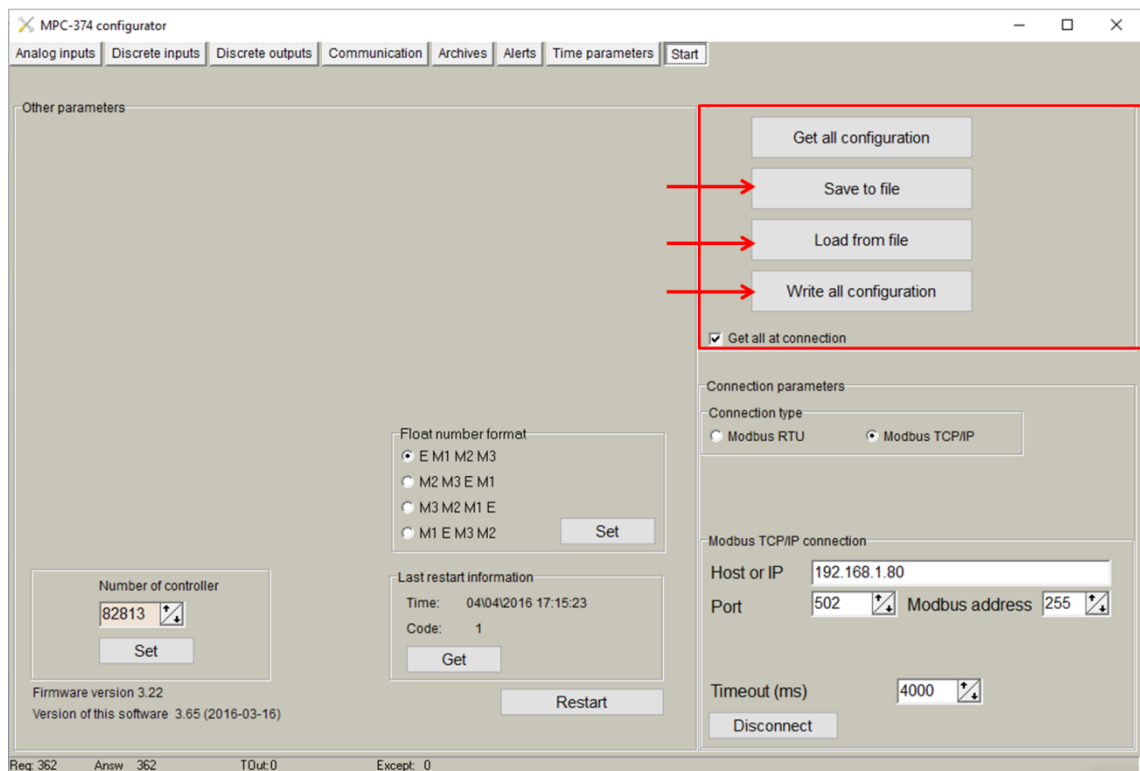 MPC-374 configurator
Analog inputs Discrete inputs Discrete outputs Communication Archives Alerts Time parameters Start
Other parameters
Get all configuration
Save to file
Load from file
Write all configuration
Get all at connection
Connection parameters
Connection type
Modbus RTU Modbus TCP/IP
Float number format
E M1 M2 M3
M2 M3 E M1
M3 M2 M1 E
M1 E M3 M2
Set
Modbus TCP/IP connection
Host or IP 192.168.1.80
Port 502 Modbus address 255
Timeout (ms) 4000
Disconnect
Number of controller
82813
Set
Last restart information
Time: 04\04\2016 17:15:23
Code: 1
Get
Restart
Firmware version 3.22
Version of this software 3.65 (2016-03-16)
Req: 362 Answ 362 TOut:0 Except: 0